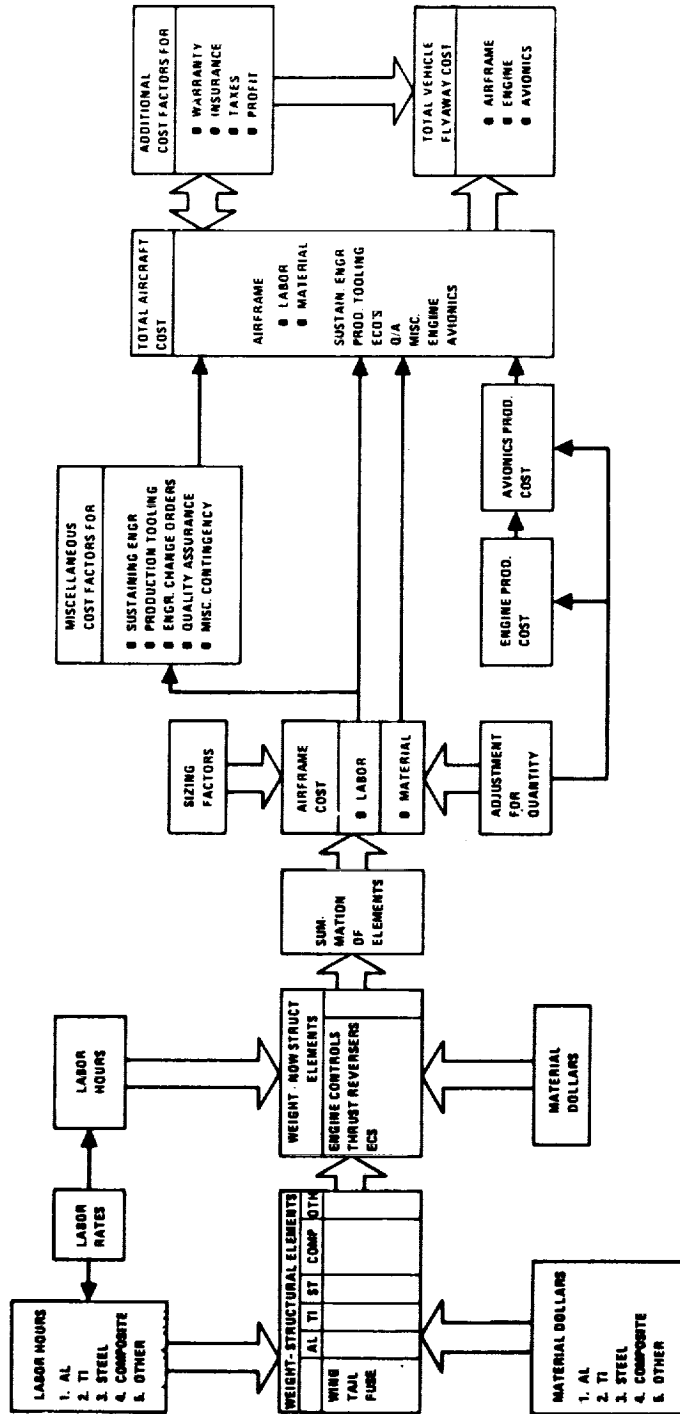 LABOR HOURS
1. AL
2. TI
3. STEEL
4. COMPOSITE
5. OTHER
LABOR
RATES
LABOR
HOURS
WEIGHT - STRUCTURAL ELEMENTS
AL TI ST COMP OTH
WING
TAIL
FUSE
MATERIAL DOLLARS
1. AL
2. TI
3. STEEL
4. COMPOSITE
5. OTHER
WEIGHT - NOW STRUCT
ELEMENTS
ENGINE CONTROLS
THRUST REVERSERS
ECS
MATERIAL
DOLLARS
SUM-
MATION
OF
ELEMENTS
SIZING
FACTORS
AIRFRAME
COST
● LABOR
● MATERIAL
ADJUSTMENT
FOR
QUANTITY
MISCELLANEOUS
COST FACTORS FOR
● SUSTAINING ENGR
● PRODUCTION TOOLING
● ENGR. CHANGE ORDERS
● QUALITY ASSURANCE
● MISC. CONTINGENCY
ENGINE PROD.
COST
AVIONICS PROD.
COST
TOTAL AIRCRAFT
COST
AIRFRAME
● LABOR
● MATERIAL
SUSTAIN. ENGR
PROD. TOOLING
ECO'S
Q/A
MISC.
ENGINE
AVIONICS
ADDITIONAL
COST FACTORS FOR
● WARRANTY
● INSURANCE
● TAXES
● PROFIT
TOTAL VEHICLE
FLYAWAY COST
● AIRFRAME
● ENGINE
● AVIONICS